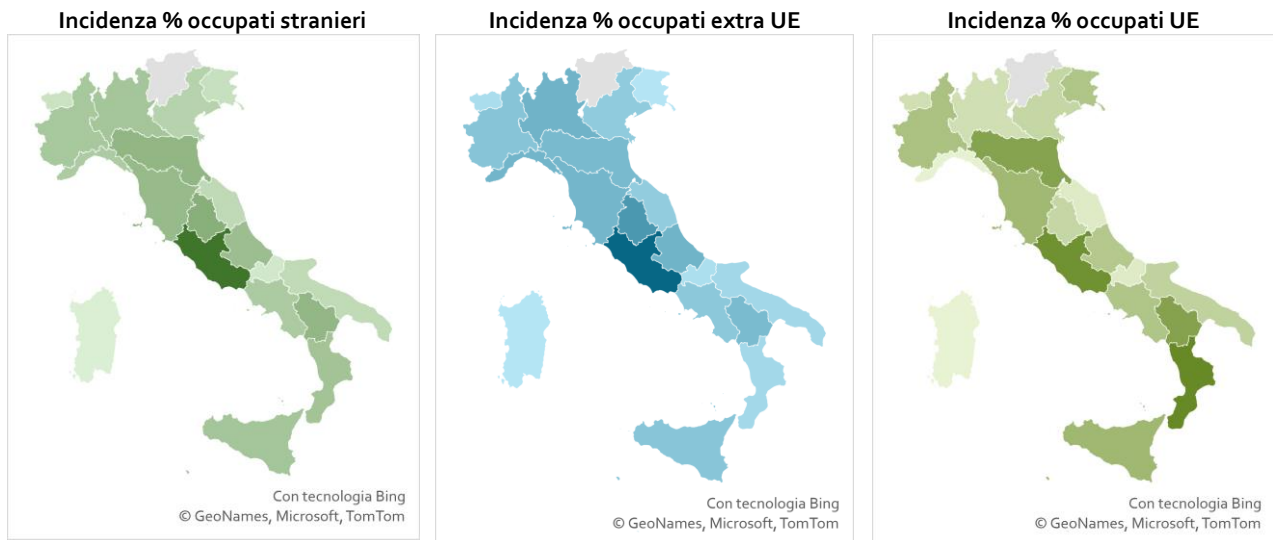 Incidenza % occupati stranieri
Incidenza % occupati extra UE
Incidenza % occupati UE
Con tecnologia Bing
© GeoNames, Microsoft, TomTom
Con tecnologia Bing
© GeoNames, Microsoft, TomTom
Con tecnologia Bing
© GeoNames, Microsoft, TomTom